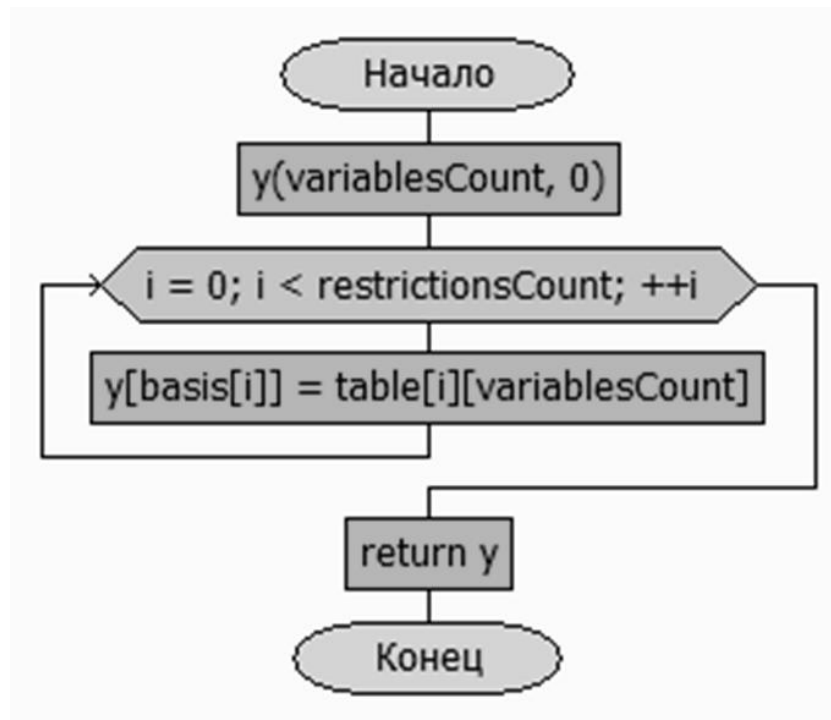 Начало
y(variablesCount, 0)
i = 0; i < restrictionsCount; ++i
y[basis[i]] = table[i][variablesCount]
return y
Конец